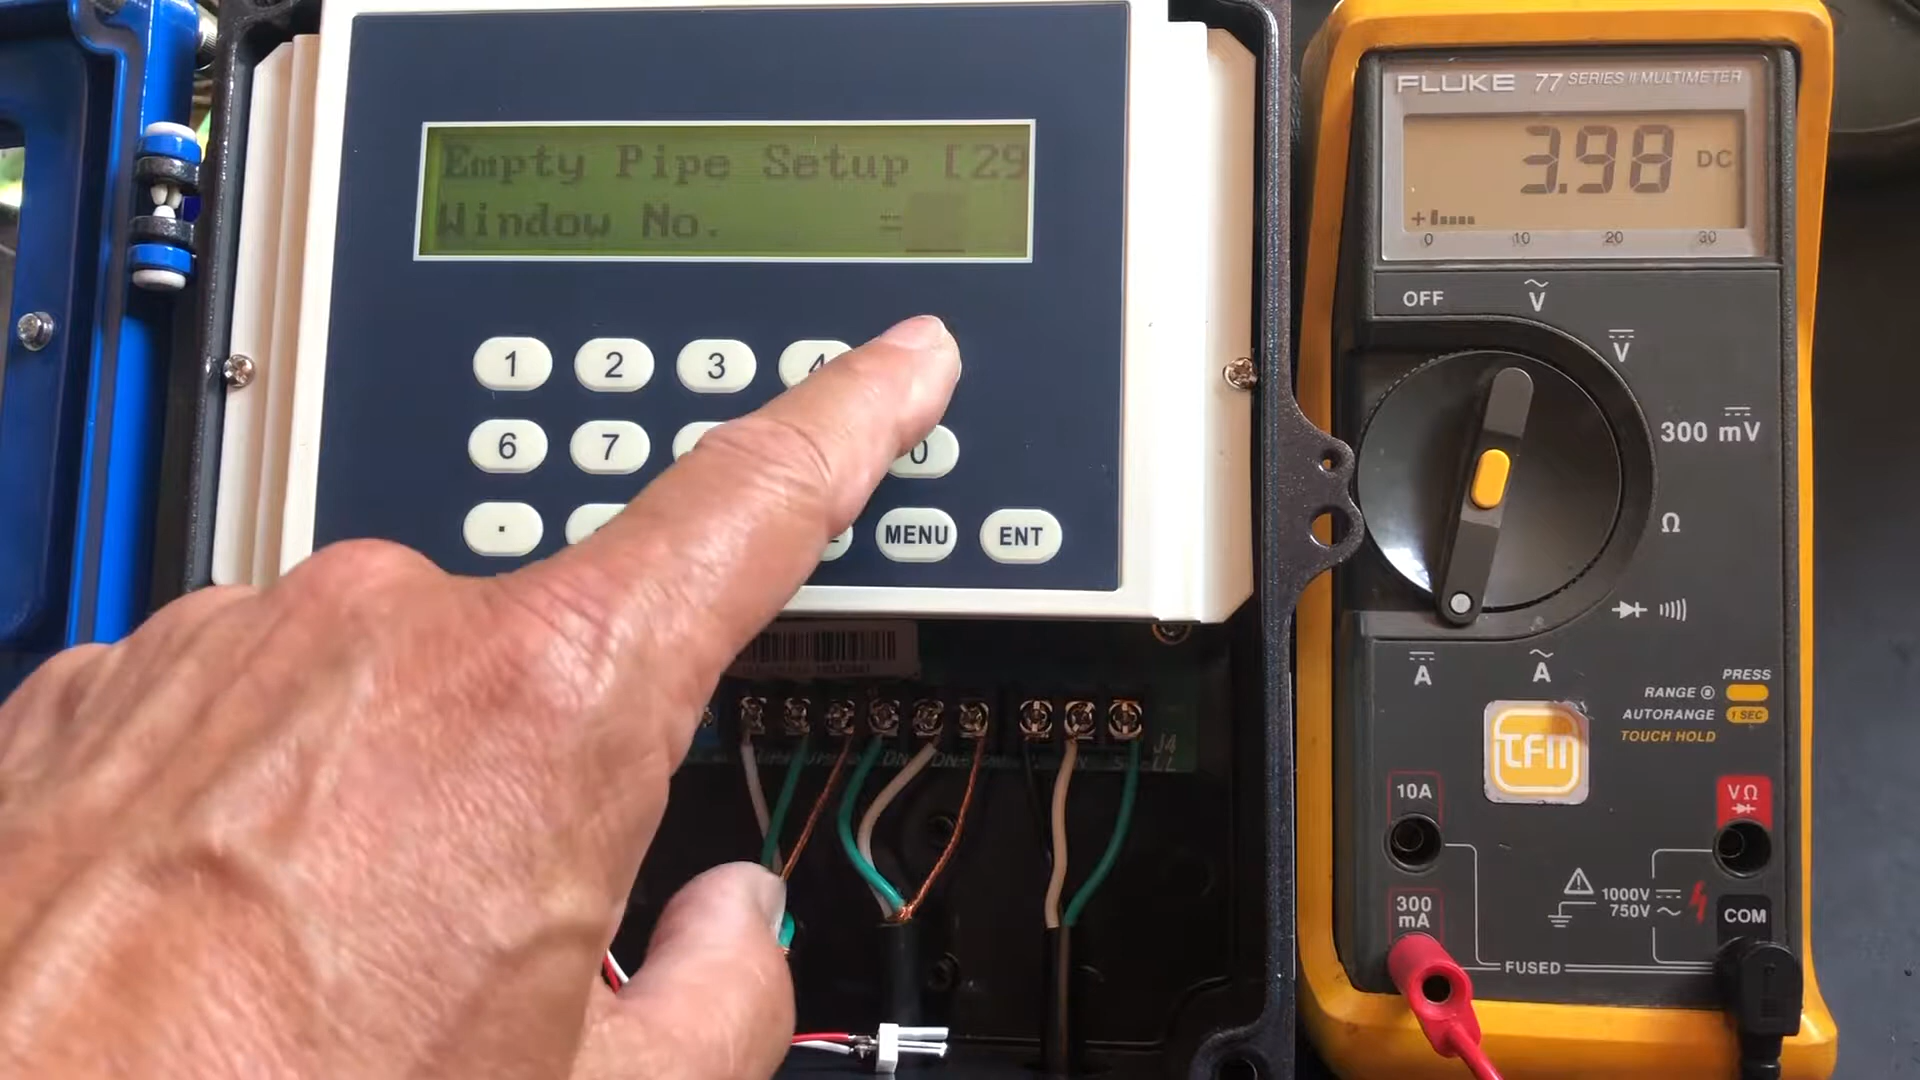 Empty Pipe Setup [29
Window No. =
1 2 3 4
6 7 0
. MENU ENT
J4
FLUKE 77 SERIES II MULTIMETER
3.98 DC
+
0 10 20 30
OFF
V
V
300 mV
Ω
A
A
PRESS
RANGE
AUTORANGE 1 SEC
TOUCH HOLD
TFM
10A
VΩ
300 mA
1000V
750V
COM
FUSED